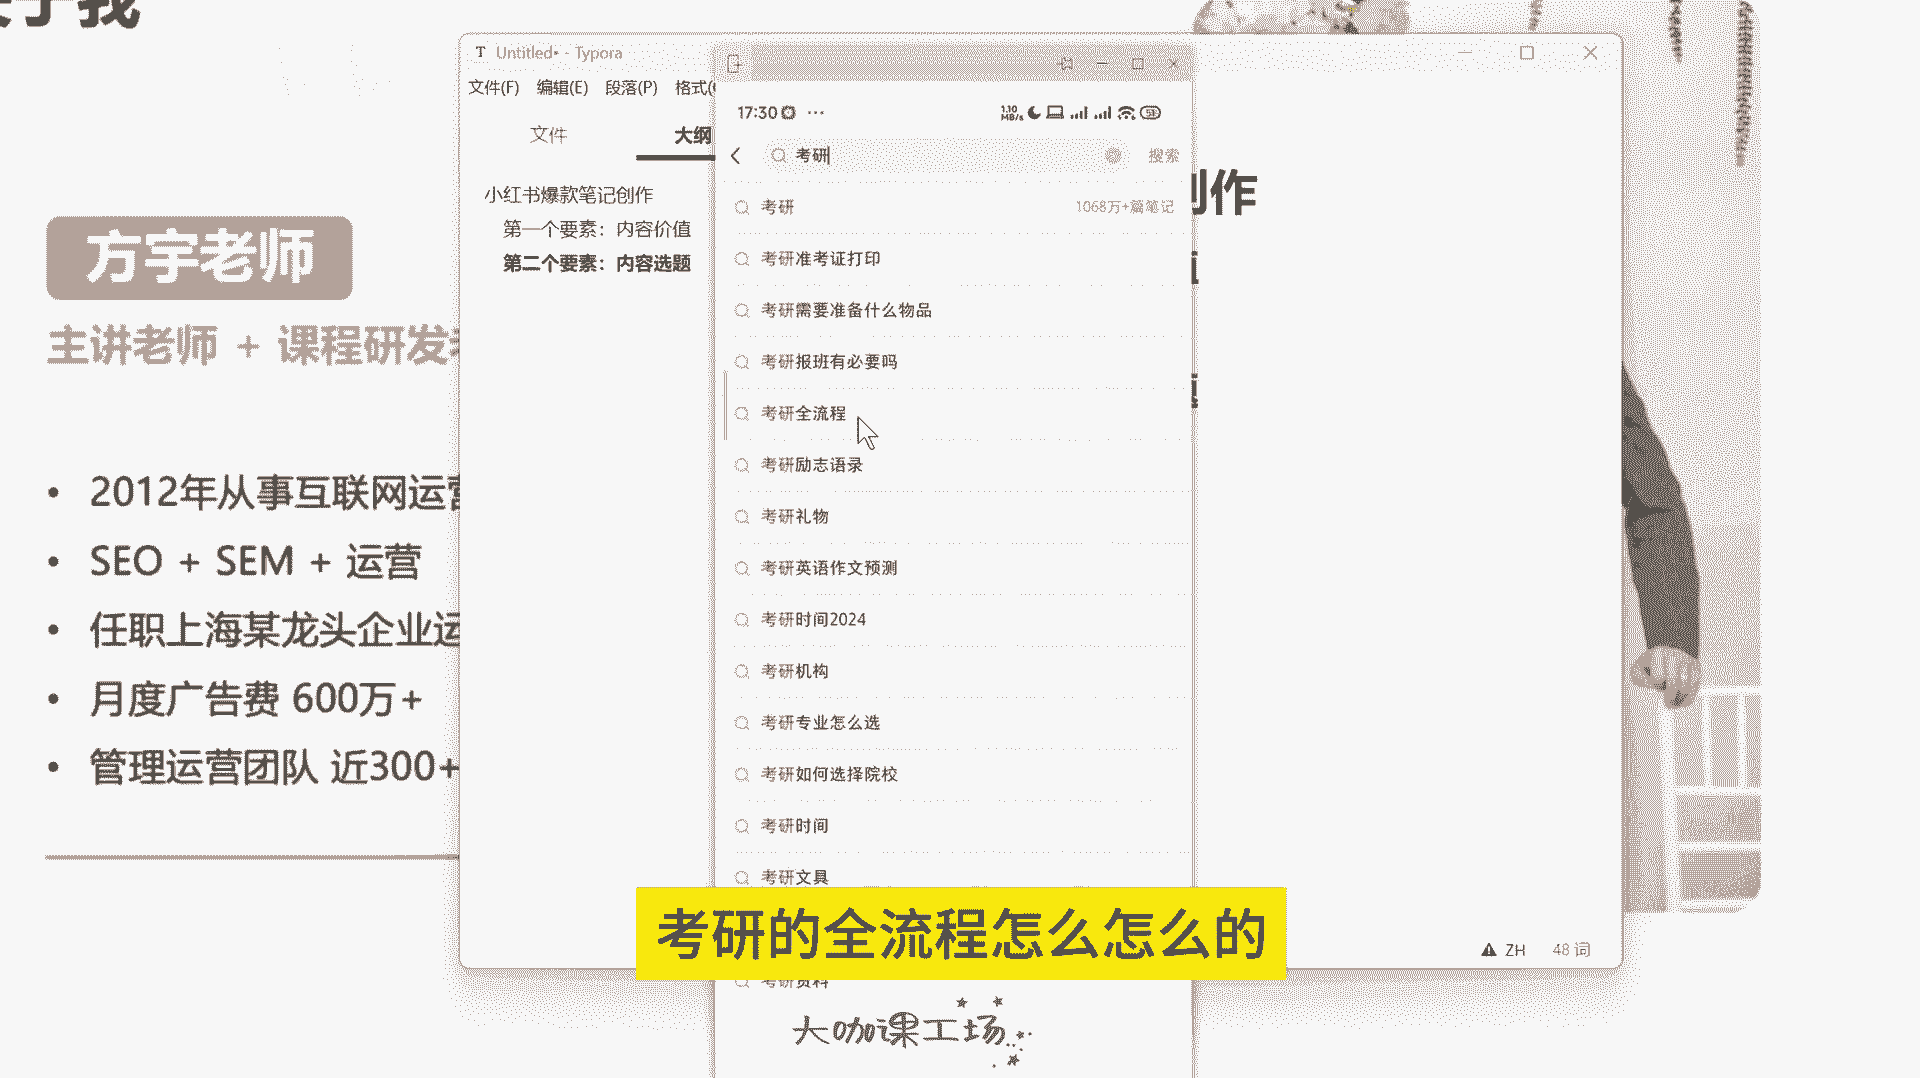 关于我
方宇老师
主讲老师 + 课程研发
2012年从事互联网运营
SEO + SEM + 运营
任职上海某龙头企业运
月度广告费 600万+
管理运营团队 近300+
Untitled• - Typora
文件(F) 编辑(E) 段落(P) 格式(
文件 大纲
小红书爆款笔记创作
第一个要素：内容价值
第二个要素：内容选题
创作
17:30 ···
1.10 MB/s
考研 搜索
考研 1068万+篇笔记
考研准考证打印
考研需要准备什么物品
考研报班有必要吗
考研全流程
考研励志语录
考研礼物
考研英语作文预测
考研时间2024
考研机构
考研专业怎么选
考研如何选择院校
考研时间
考研文具
考研的全流程怎么怎么的
考研资料
ZH 48 词
大咖课工场